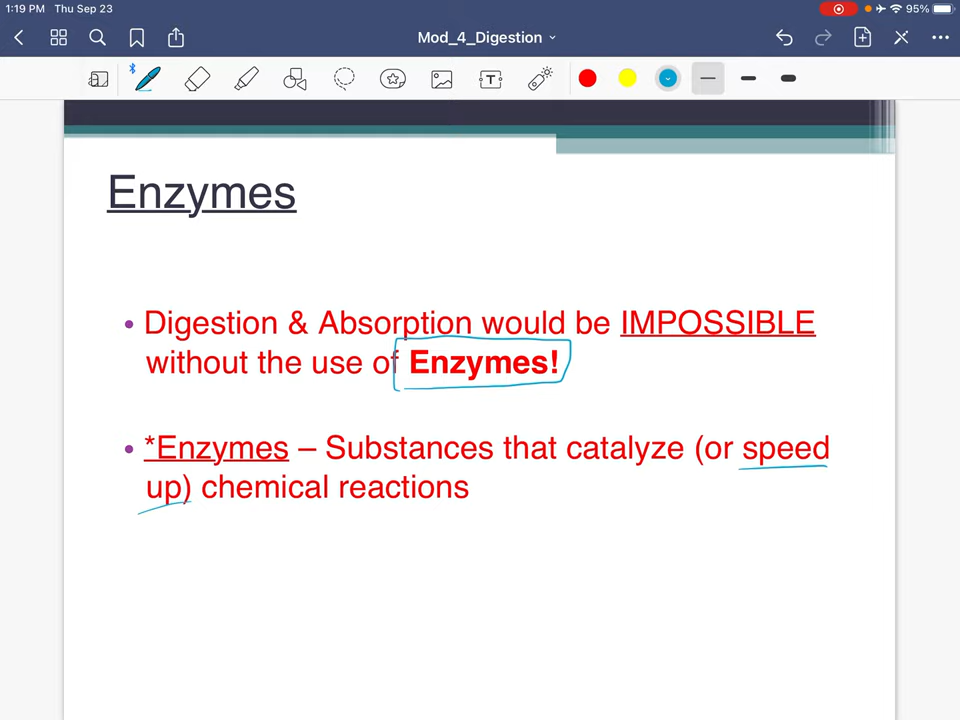 1:19 PM Thu Sep 23
95%
Mod_4_Digestion
T
Enzymes
• Digestion & Absorption would be IMPOSSIBLE
without the use of Enzymes!
• *Enzymes – Substances that catalyze (or speed
up) chemical reactions